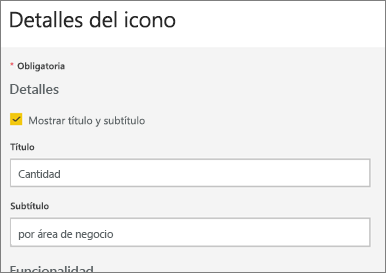 Detalles del icono
* Obligatoria
Detalles
Mostrar título y subtítulo
Título
Cantidad
Subtítulo
por área de negocio
Funcionalidad